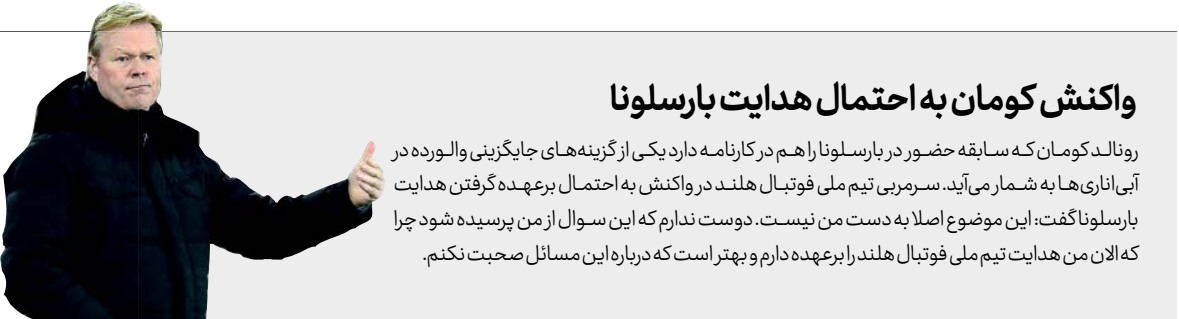 واکنش کومان به احتمال هدایت بارسلونا
رونالد کومان که سابقه حضور در بارسلونا را هم در کارنامه دارد یکی از گزینه‌های جایگزینی والورده در
آبی‌اناری‌ها به شمار می‌آید. سرمربی تیم ملی فوتبال هلند در واکنش به احتمال برعهده گرفتن هدایت
بارسلونا گفت: این موضوع اصلا به دست من نیست. دوست ندارم که این سوال از من پرسیده شود چرا
که الان من هدایت تیم ملی فوتبال هلند را برعهده دارم و بهتر است که درباره این مسائل صحبت نکنم.